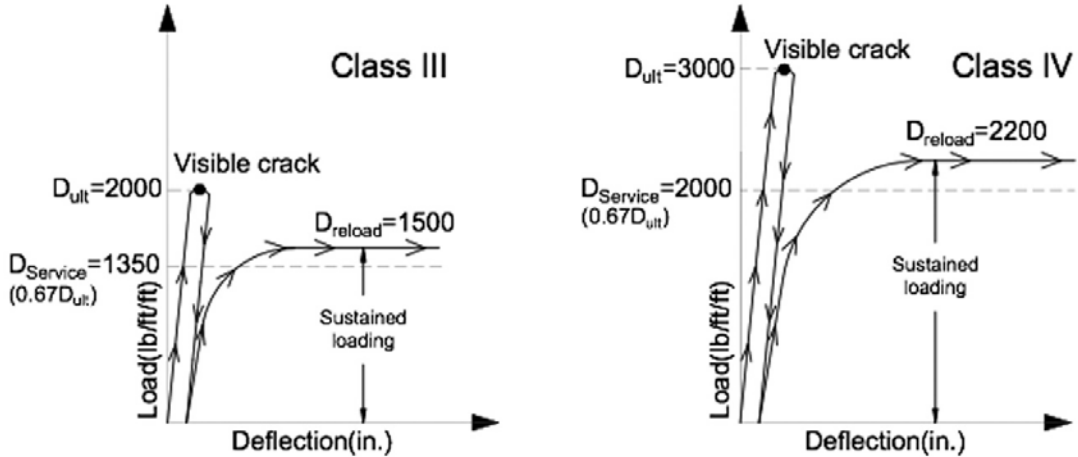 Class III
Visible crack
D_ult=2000
D_reload=1500
D_Service=1350
(0.67D_ult)
Sustained
loading
Load(lb/ft/ft)
Deflection(in.)
Class IV
Visible crack
D_ult=3000
D_reload=2200
D_Service=2000
(0.67D_ult)
Sustained
loading
Load(lb/ft/ft)
Deflection(in.)